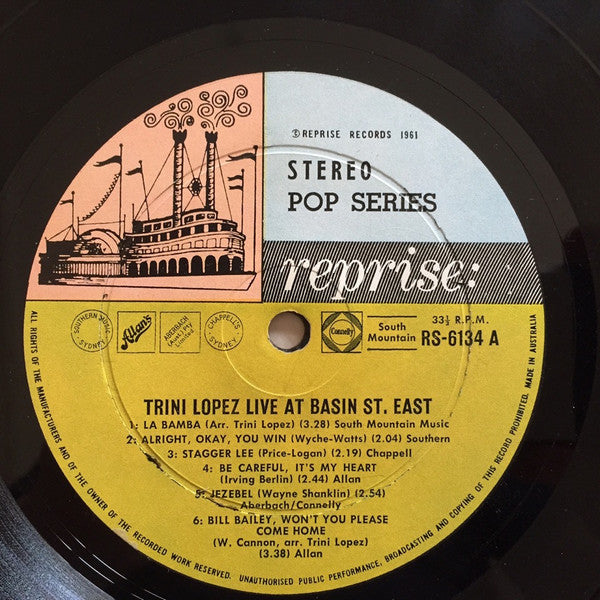 ℗ REPRISE RECORDS 1961
STEREO
POP SERIES
reprise:
SOUTHERN MUSIC
SYDNEY
Allan's
ABERBACH
(Aust) Pty
Limited
CHAPPELL'S
SYDNEY
Connelly
South
Mountain
33⅓ R.P.M.
RS-6134 A
TRINI LOPEZ LIVE AT BASIN ST. EAST
1: LA BAMBA (Arr. Trini Lopez) (3.28) South Mountain Music
2: ALRIGHT, OKAY, YOU WIN (Wyche-Watts) (2.04) Southern
3: STAGGER LEE (Price-Logan) (2.19) Chappell
4: BE CAREFUL, IT'S MY HEART
(Irving Berlin) (2.44) Allan
5: JEZEBEL (Wayne Shanklin) (2.54)
Aberbach/Connelly
6: BILL BAILEY, WON'T YOU PLEASE
COME HOME
(W. Cannon, arr. Trini Lopez)
(3.38) Allan
ALL RIGHTS OF THE MANUFACTURERS AND OF THE OWNER OF THE RECORDED WORK RESERVED. UNAUTHORISED PUBLIC PERFORMANCE, BROADCASTING AND COPYING OF THIS RECORD PROHIBITED. MADE IN AUSTRALIA